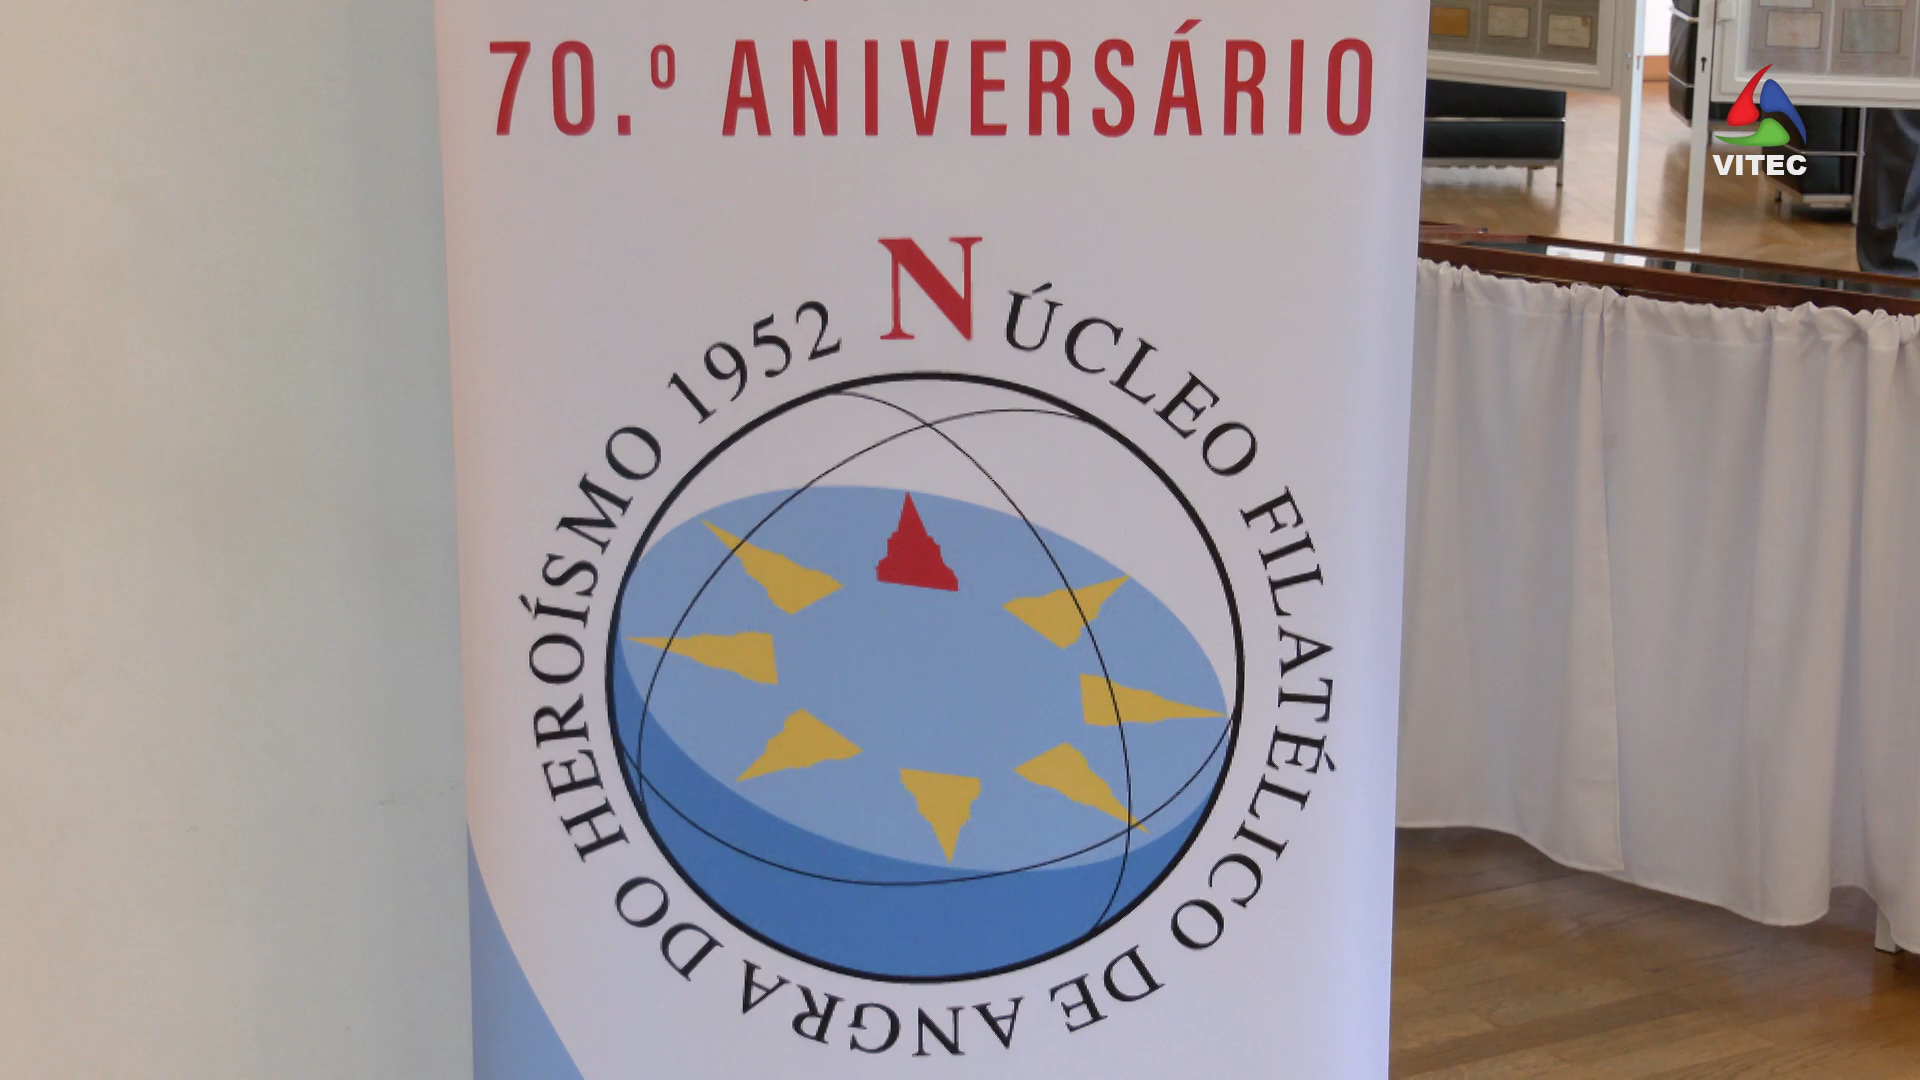 70.º ANIVERSÁRIO
NÚCLEO FILATÉLICO DE ANGRA DO HEROÍSMO 1952
VITEC